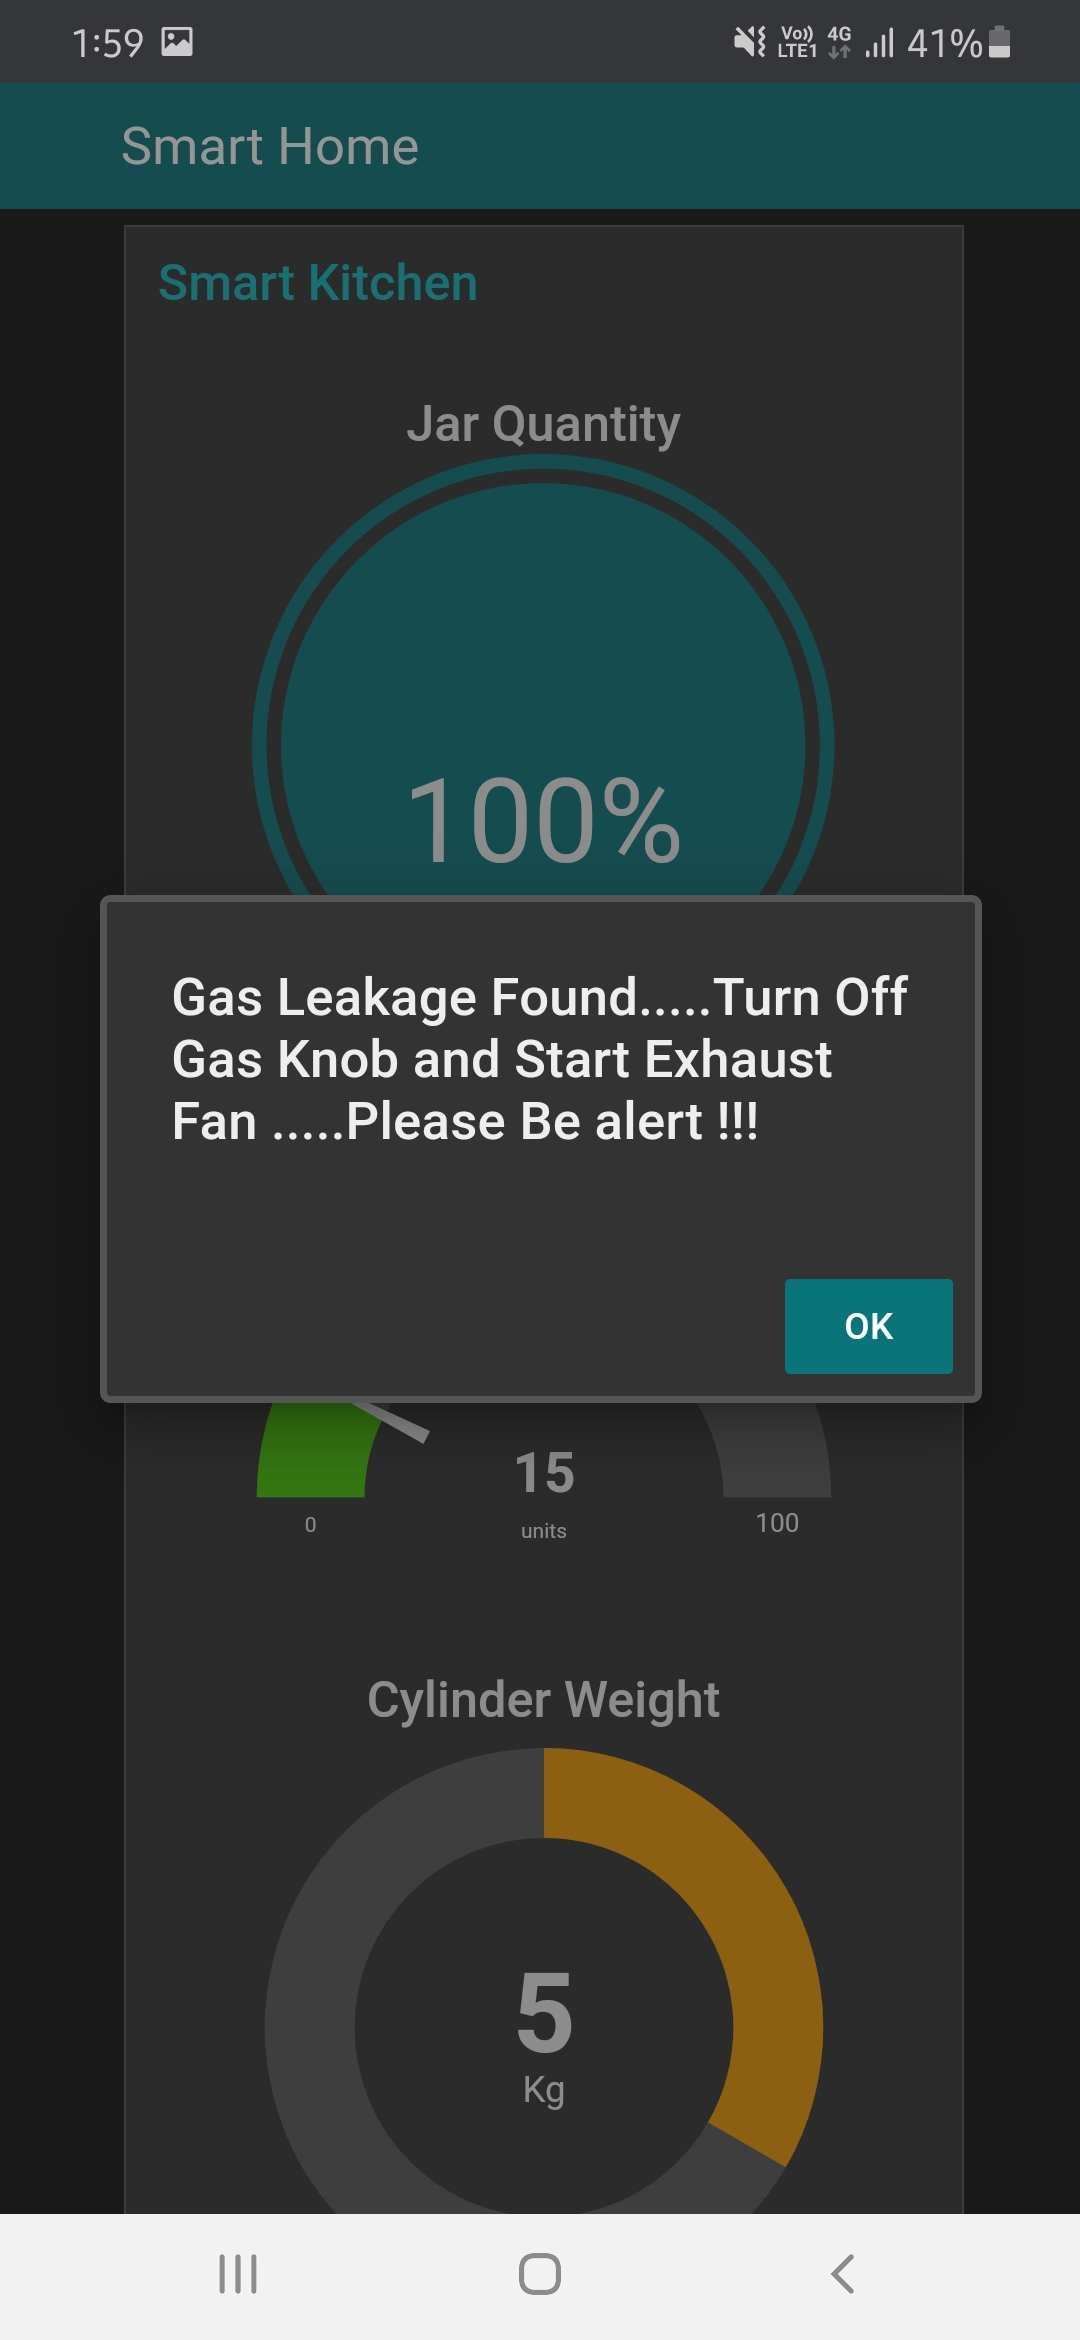 1:59 Vo)) LTE1 4G 41%
Smart Home
Smart Kitchen
Jar Quantity
100%
Gas Leakage Found.....Turn Off
Gas Knob and Start Exhaust
Fan .....Please Be alert !!!
OK
15
0 units 100
Cylinder Weight
5
Kg